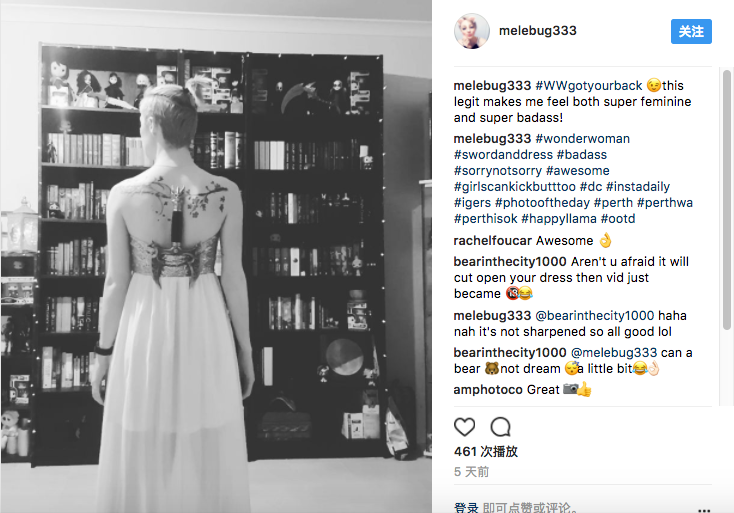 melebug333
关注
melebug333 #WWgotyourback 😉this
legit makes me feel both super feminine
and super badass!
melebug333 #wonderwoman
#swordanddress #badass
#sorrynotsorry #awesome
#girlscankickbutttoo #dc #instadaily
#igers #photooftheday #perth #perthwa
#perthisok #happyllama #ootd
rachelfoucar Awesome 👌
bearinthecity1000 Aren't u afraid it will
cut open your dress then vid just
became 🔞😂
melebug333 @bearinthecity1000 haha
nah it's not sharpened so all good lol
bearinthecity1000 @melebug333 can a
bear 🐻not dream 😴a little bit😂👌🏻
amphotoco Great 📷👍
461 次播放
5 天前
登录 即可点赞或评论。